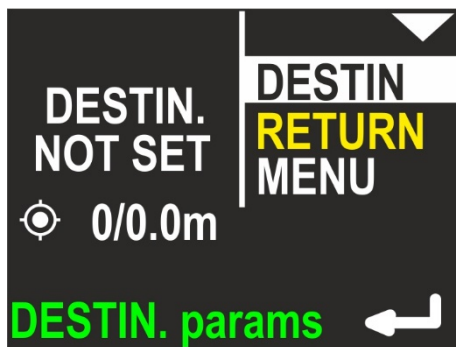 DESTIN.
NOT SET
0/0.0m
DESTIN
RETURN
MENU
DESTIN. params